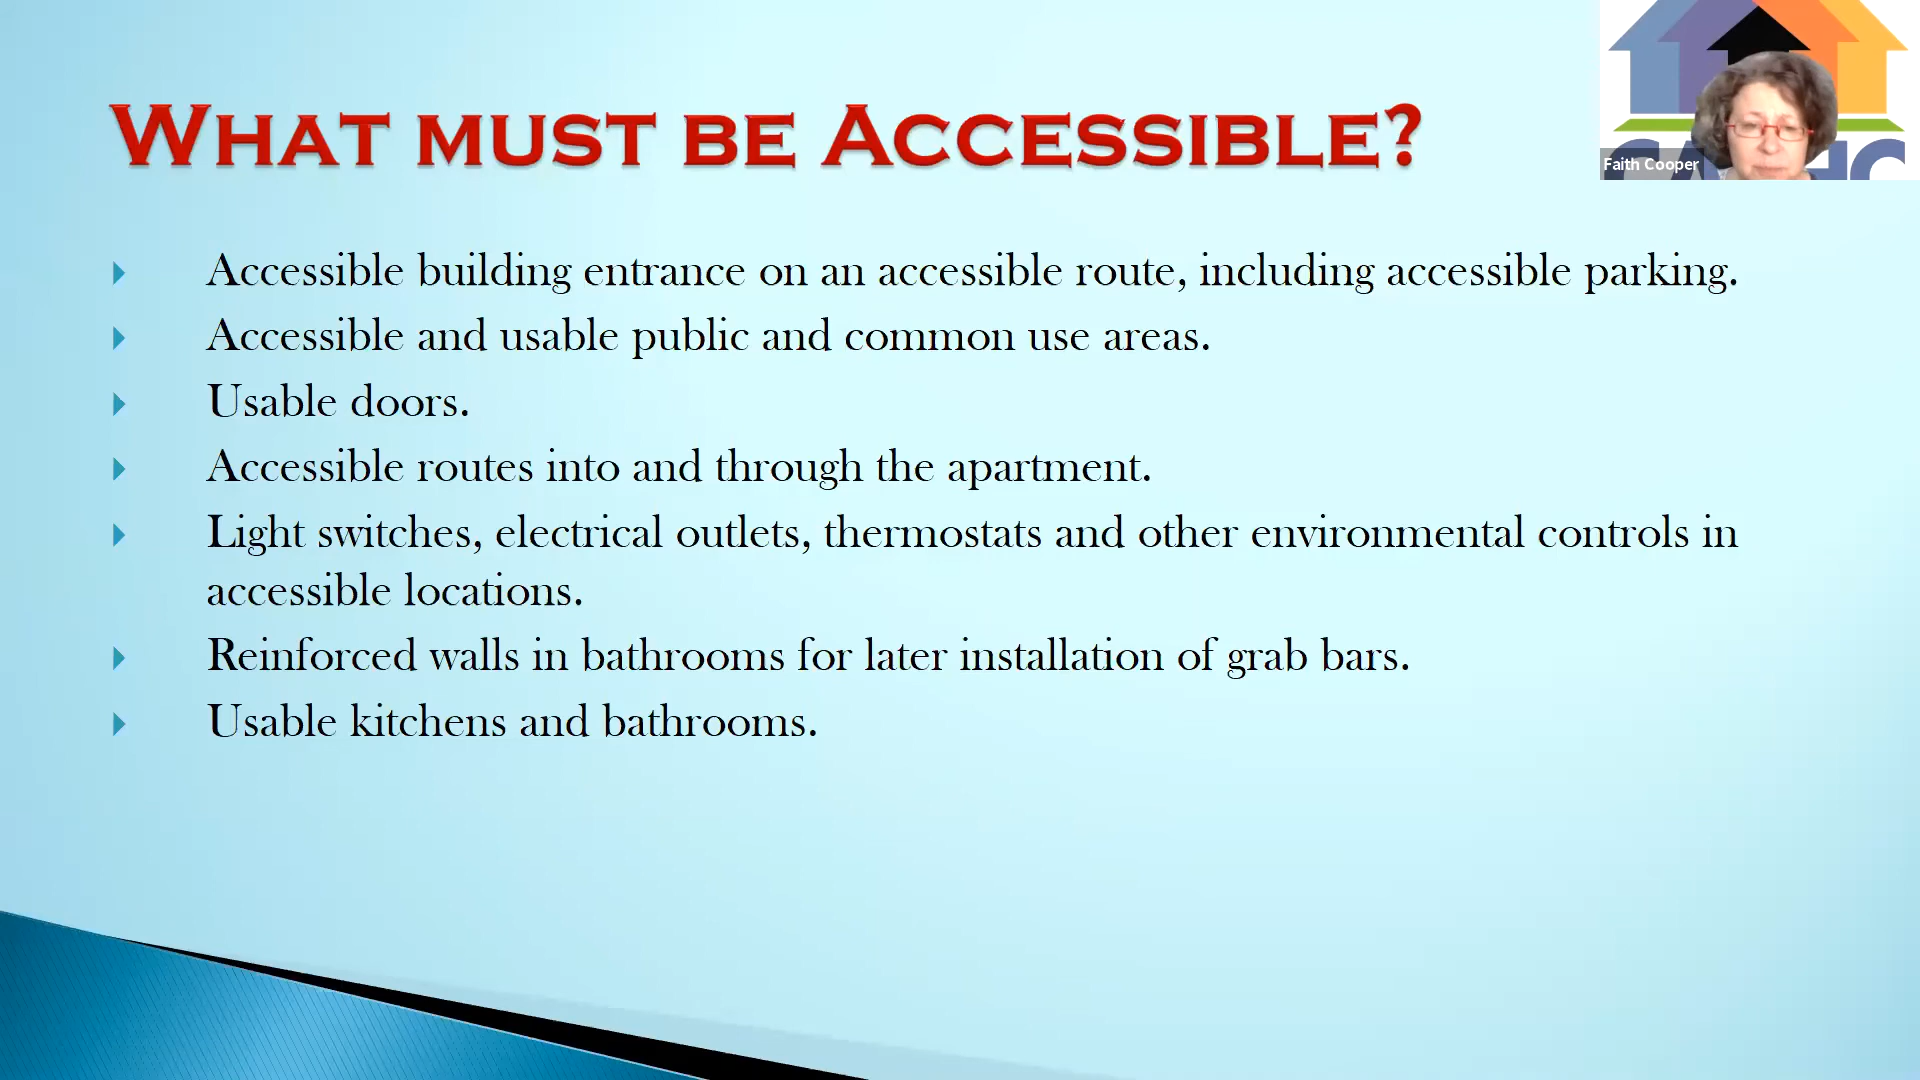 What must be Accessible?
Faith Cooper
Accessible building entrance on an accessible route, including accessible parking.
Accessible and usable public and common use areas.
Usable doors.
Accessible routes into and through the apartment.
Light switches, electrical outlets, thermostats and other environmental controls in
accessible locations.
Reinforced walls in bathrooms for later installation of grab bars.
Usable kitchens and bathrooms.